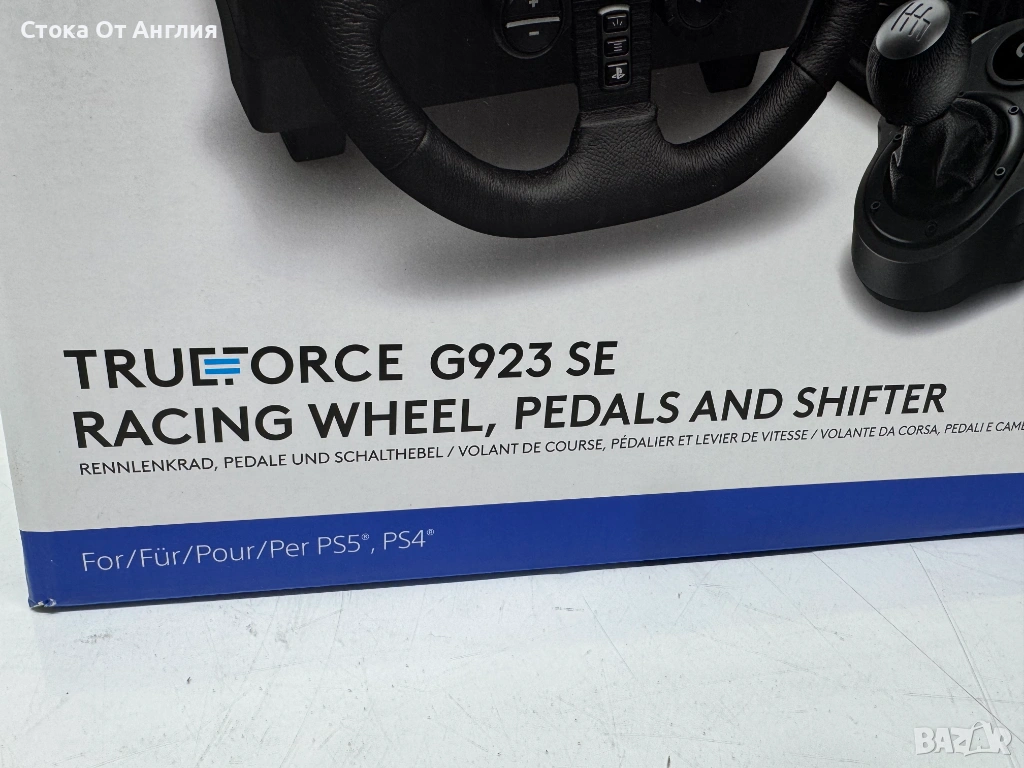 Стока От Англия
TRUEFORCE G923 SE
RACING WHEEL, PEDALS AND SHIFTER
RENNLENKRAD, PEDALE UND SCHALTHEBEL / VOLANT DE COURSE, PÉDALIER ET LEVIER DE VITESSE / VOLANTE DA CORSA, PEDALI E
For/Für/Pour/Per PS5®, PS4®
BAZAR